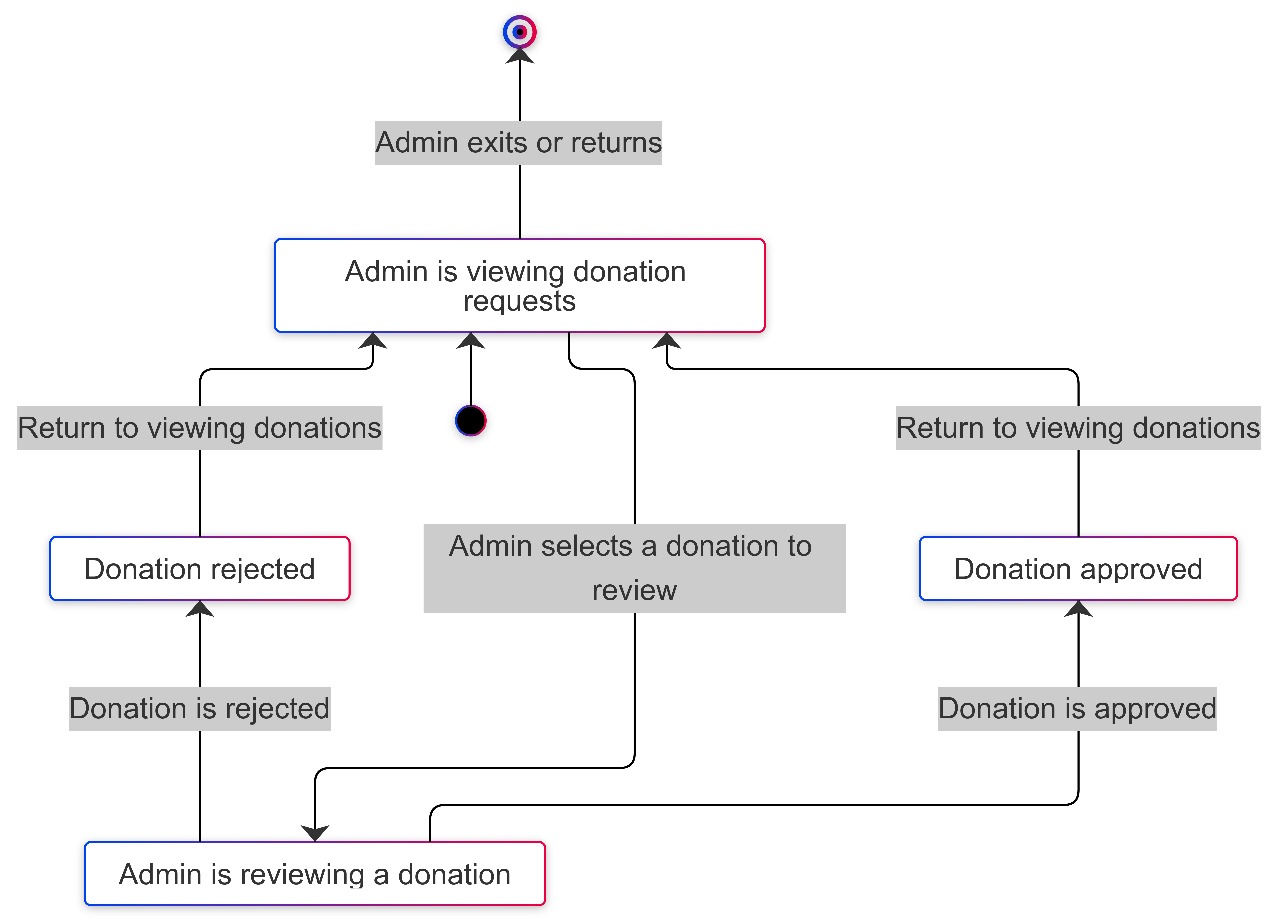 Admin exits or returns
Admin is viewing donation
requests
Return to viewing donations
Return to viewing donations
Admin selects a donation to
review
Donation rejected
Donation approved
Donation is rejected
Donation is approved
Admin is reviewing a donation